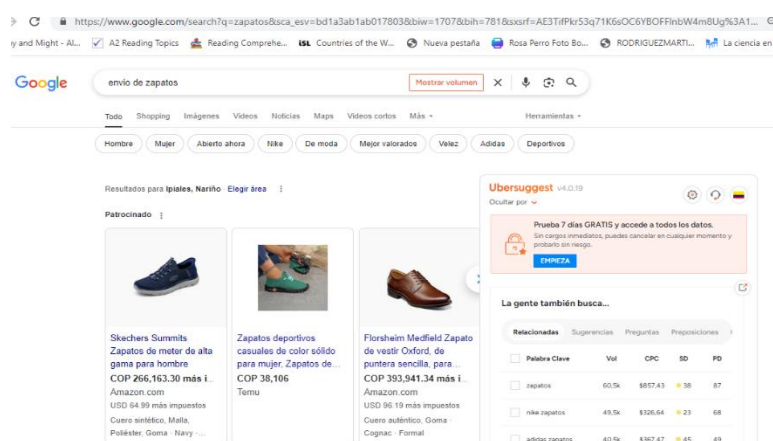 https://www.google.com/search?q=zapatos&sca_esv=bd1a3ab1ab017803&biw=1707&bih=781&sxsrf=AE3TifPkr53q71K6sOC6YBOFFlnbW4m8Ug%3A1...
y and Might - Al... A2 Reading Topics Reading Comprehe... iSL Countries of the W... Nueva pestaña Rosa Perro Foto Bo... RODRIGUEZMARTI... La ciencia en
Google envio de zapatos Mostrar volumen
Todo Shopping Imágenes Videos Noticias Maps Videos cortos Más Herramientas
Hombre Mujer Abierto ahora Nike De moda Mejor valorados Velez Adidas Deportivos
Resultados para Ipiales, Nariño · Elegir área
Patrocinado
Skechers Summits
Zapatos de meter de alta
gama para hombre
COP 266,163.30 más i...
Amazon.com
USD 64.99 más impuestos
Cuero sintético, Malla,
Poliéster, Goma · Navy ·...
Zapatos deportivos
casuales de color sólido
para mujer, Zapatos de...
COP 38,106
Temu
Florsheim Medfield Zapato
de vestir Oxford, de
puntera sencilla, para...
COP 393,941.34 más i...
Amazon.com
USD 96.19 más impuestos
Cuero auténtico, Goma ·
Cognac · Formal
Ubersuggest v4.0.19
Ocultar por
Prueba 7 días GRATIS y accede a todos los datos.
Sin cargos inmediatos, puedes cancelar en cualquier momento y
probarlo sin riesgo.
EMPIEZA
La gente también busca...
Relacionadas Sugerencias Preguntas Preposiciones
Palabra Clave Vol CPC SD PD
zapatos 60,5k $857,43 38 87
nike zapatos 49,5k $326,64 23 68
adidas zapatos 40,5k $367,47 45 49